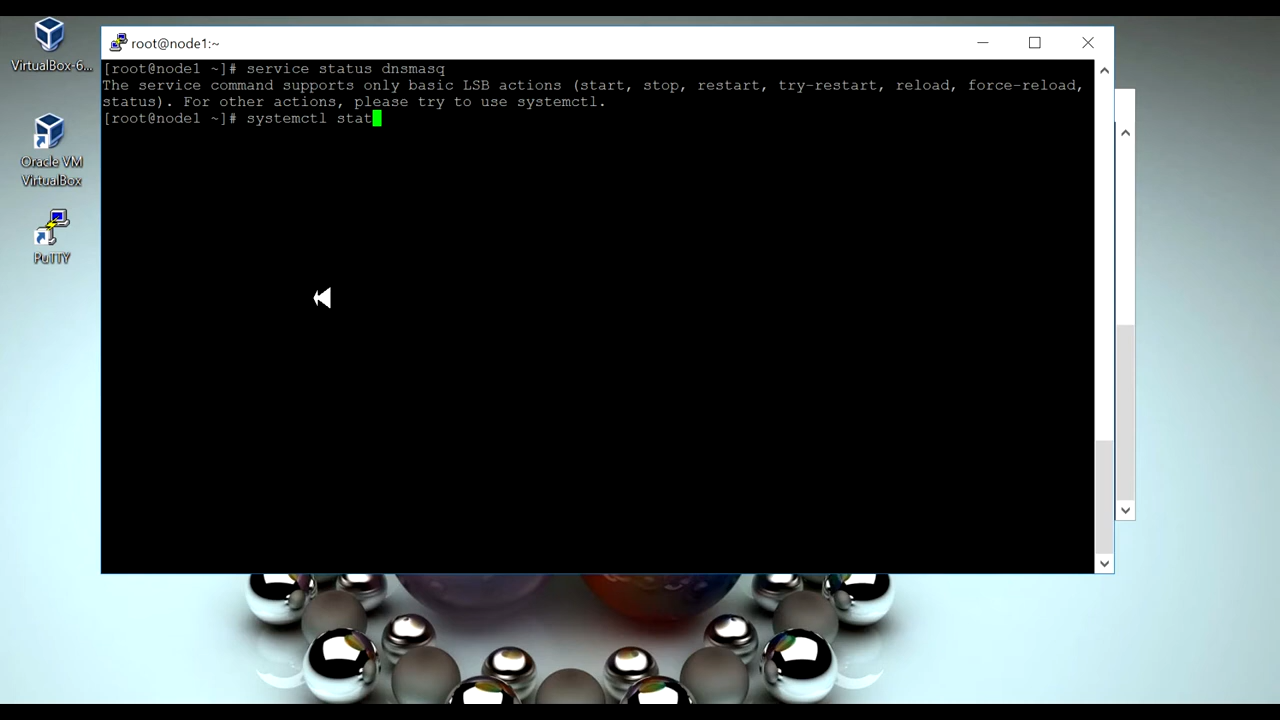 VirtualBox-6...
Oracle VM
VirtualBox
PuTTY
root@node1:~
[root@node1 ~]# service status dnsmasq
The service command supports only basic LSB actions (start, stop, restart, try-restart, reload, force-reload,
status). For other actions, please try to use systemctl.
[root@node1 ~]# systemctl stat